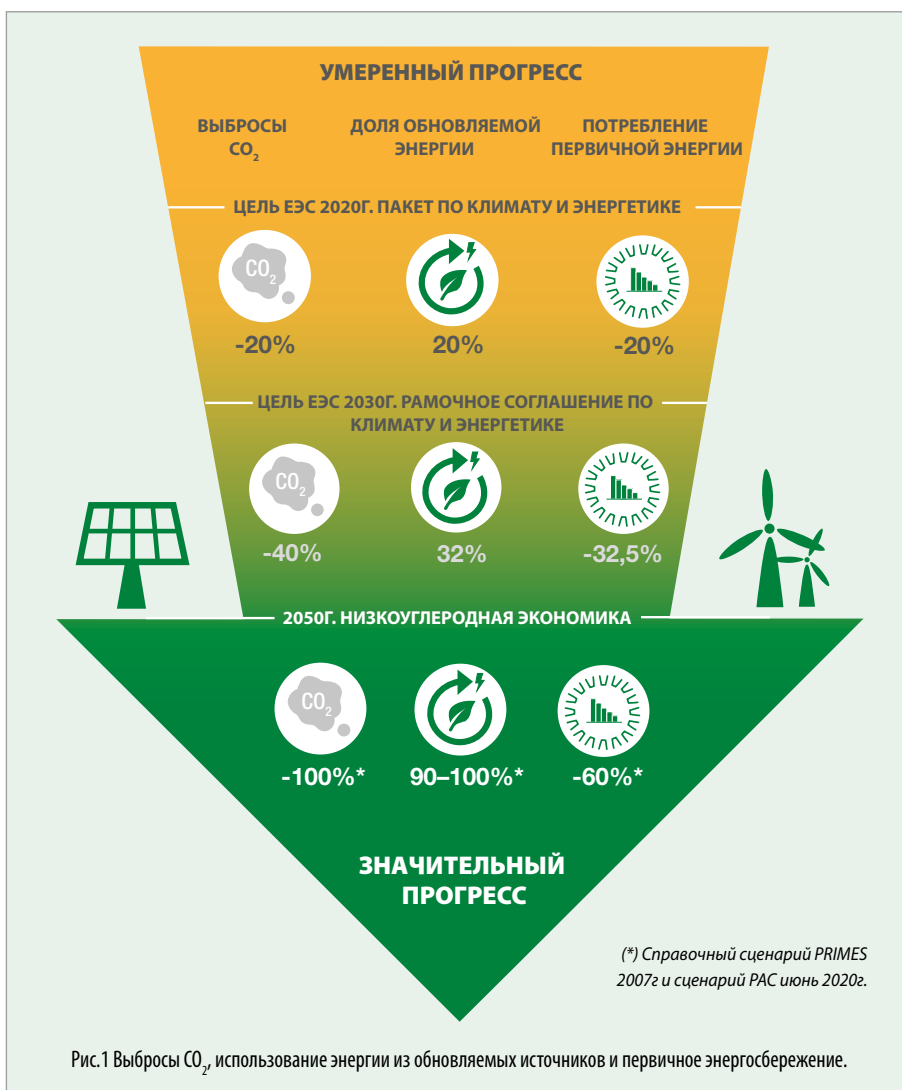 УМЕРЕННЫЙ ПРОГРЕСС
ВЫБРОСЫ
CO₂
ДОЛЯ ОБНОВЛЯЕМОЙ
ЭНЕРГИИ
ПОТРЕБЛЕНИЕ
ПЕРВИЧНОЙ ЭНЕРГИИ
ЦЕЛЬ ЕЭС 2020Г. ПАКЕТ ПО КЛИМАТУ И ЭНЕРГЕТИКЕ
CO₂
-20%
20%
-20%
ЦЕЛЬ ЕЭС 2030Г. РАМОЧНОЕ СОГЛАШЕНИЕ ПО
КЛИМАТУ И ЭНЕРГЕТИКЕ
CO₂
-40%
32%
-32,5%
2050Г. НИЗКОУГЛЕРОДНАЯ ЭКОНОМИКА
CO₂
-100%*
90–100%*
-60%*
ЗНАЧИТЕЛЬНЫЙ
ПРОГРЕСС
(*) Справочный сценарий PRIMES
2007г и сценарий PAC июнь 2020г.
Рис.1 Выбросы CO₂, использование энергии из обновляемых источников и первичное энергосбережение.